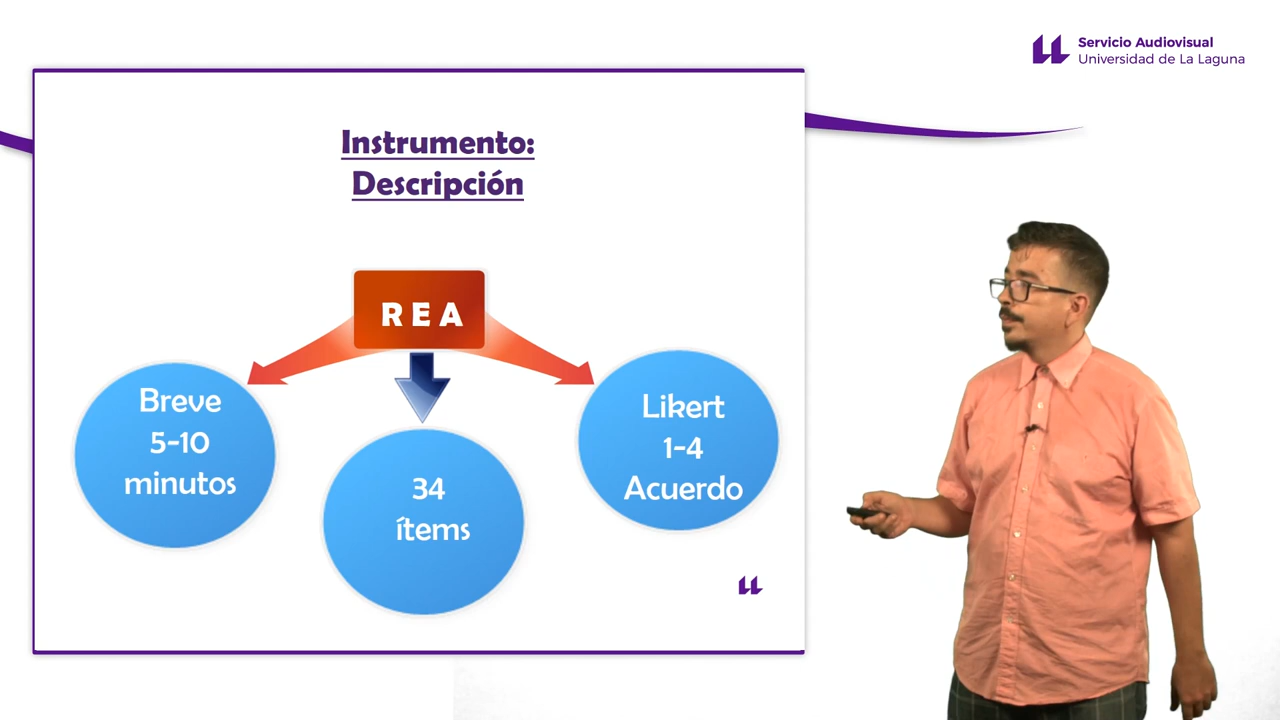 Servicio Audiovisual
Universidad de La Laguna
Instrumento:
Descripción
R E A
Breve
5-10
minutos
34
ítems
Likert
1-4
Acuerdo